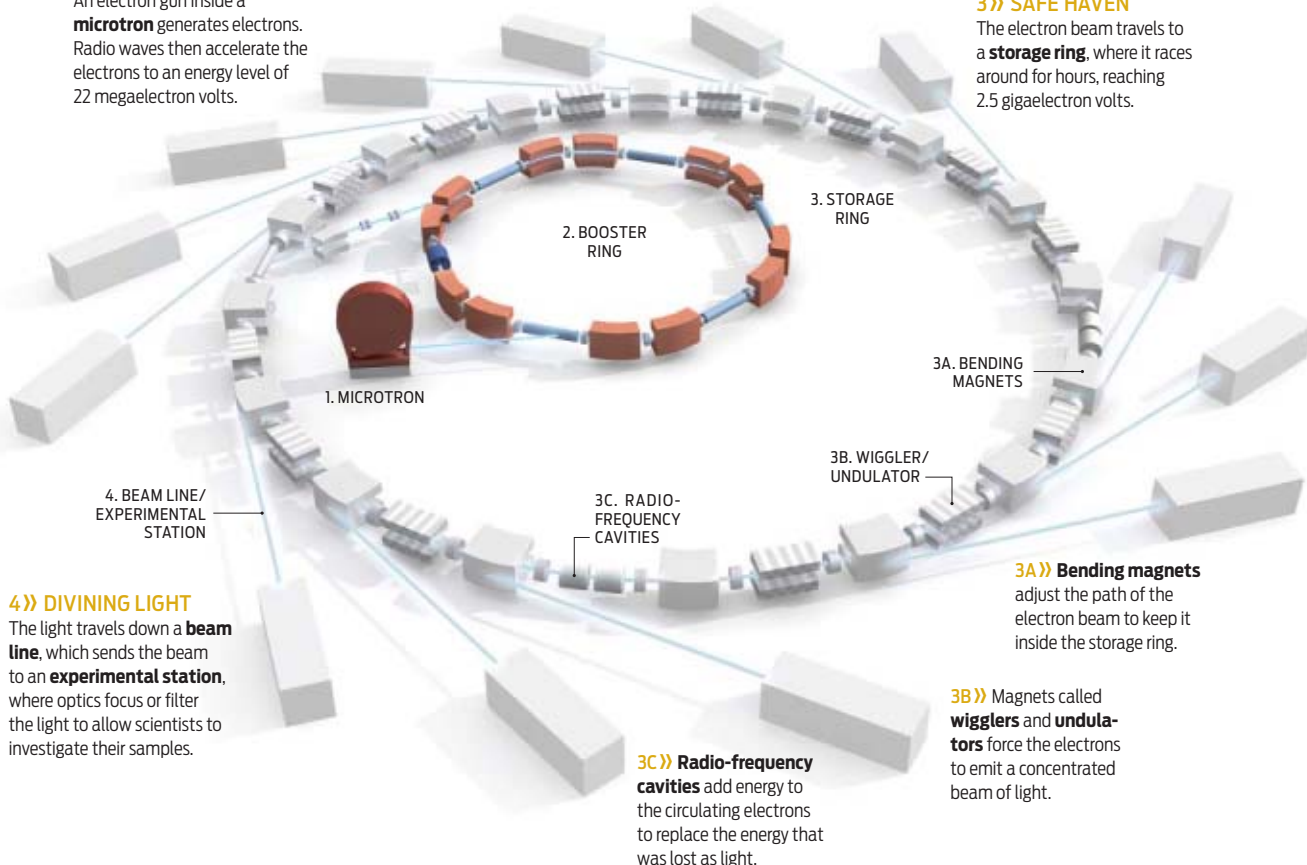 An electron gun inside a
microtron generates electrons.
Radio waves then accelerate the
electrons to an energy level of
22 megaelectron volts.
3》 SAFE HAVEN
The electron beam travels to
a storage ring, where it races
around for hours, reaching
2.5 gigaelectron volts.
3. STORAGE
RING
2. BOOSTER
RING
1. MICROTRON
3A. BENDING
MAGNETS
3B. WIGGLER/
UNDULATOR
3C. RADIO-
FREQUENCY
CAVITIES
4. BEAM LINE/
EXPERIMENTAL
STATION
4》 DIVINING LIGHT
The light travels down a beam
line, which sends the beam
to an experimental station,
where optics focus or filter
the light to allow scientists to
investigate their samples.
3A》 Bending magnets
adjust the path of the
electron beam to keep it
inside the storage ring.
3B》 Magnets called
wigglers and undula-
tors force the electrons
to emit a concentrated
beam of light.
3C》 Radio-frequency
cavities add energy to
the circulating electrons
to replace the energy that
was lost as light.